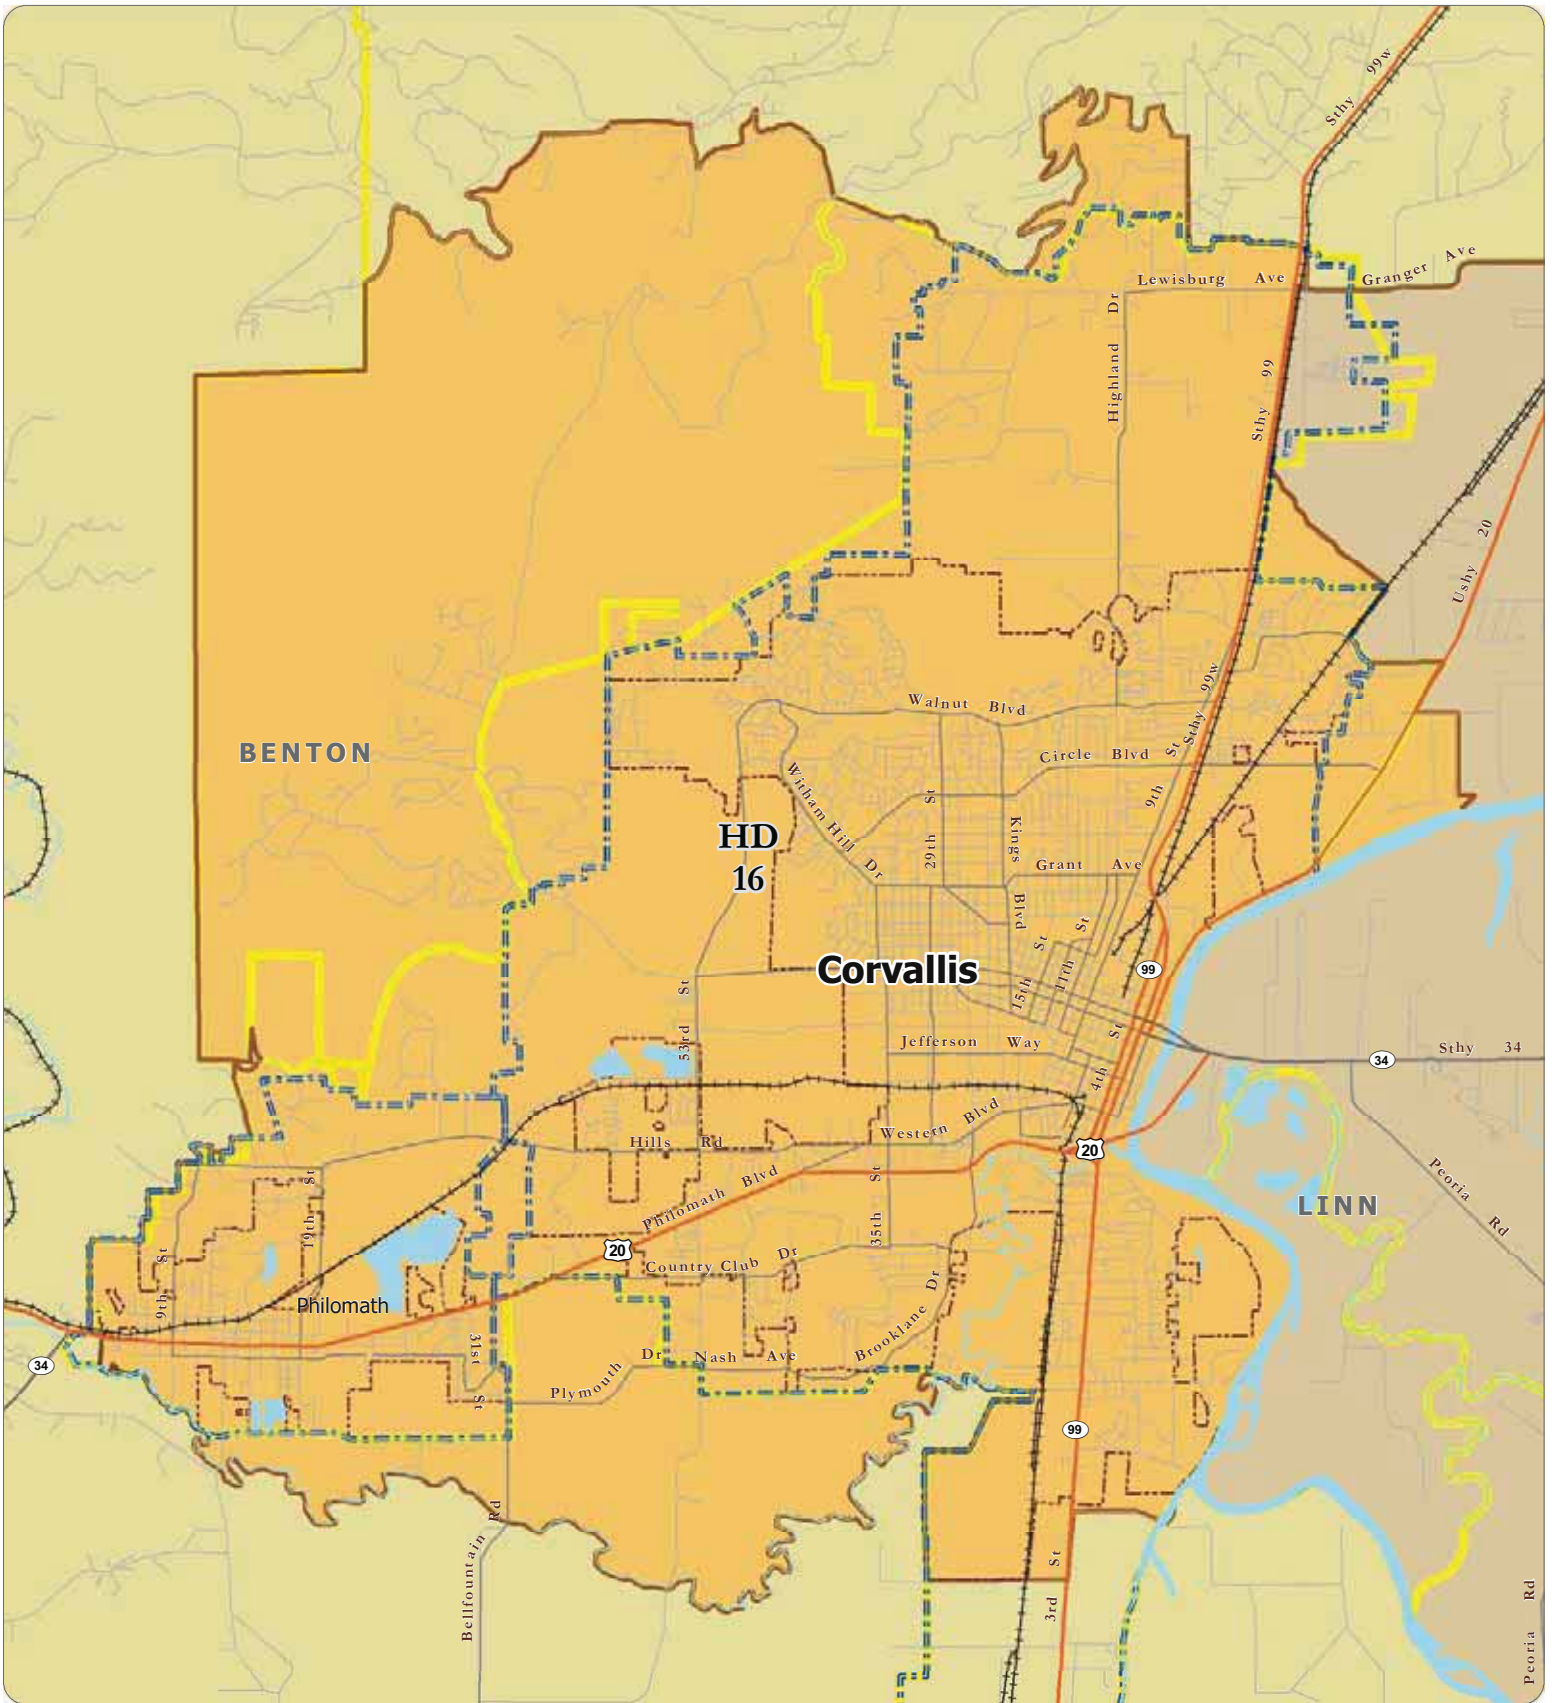 Sthy 99w
Granger Ave
Lewisburg Ave
Highland Dr
Sthy 99
Ushy 20
Walnut Blvd
Sthy 99w
BENTON
Circle Blvd
9th St
Witham Hill Dr
29th St
Kings Blvd
HD
16
Grant Ave
Corvallis
15th St
11th St
99
53rd St
Jefferson Way
4th St
Sthy 34
34
Hills Rd
Western Blvd
20
Peoria Rd
LINN
Philomath Blvd
35th St
19th St
9th St
20
Country Club Dr
Brooklane Dr
Philomath
34
31st St
Plymouth Dr
Nash Ave
99
Bellfountain Rd
3rd St
Peoria Rd